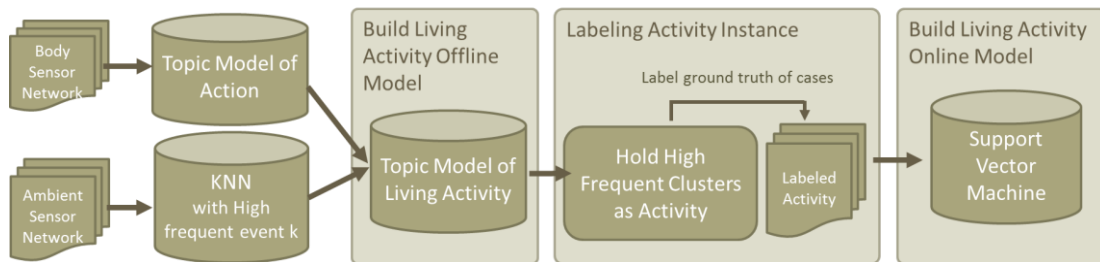 Body
Sensor
Network
Topic Model of
Action
Ambient
Sensor
Network
KNN
with High
frequent event k
Build Living
Activity Offline
Model
Topic Model of
Living Activity
Labeling Activity Instance
Label ground truth of cases
Hold High
Frequent Clusters
as Activity
Labeled
Activity
Build Living Activity
Online Model
Support
Vector
Machine